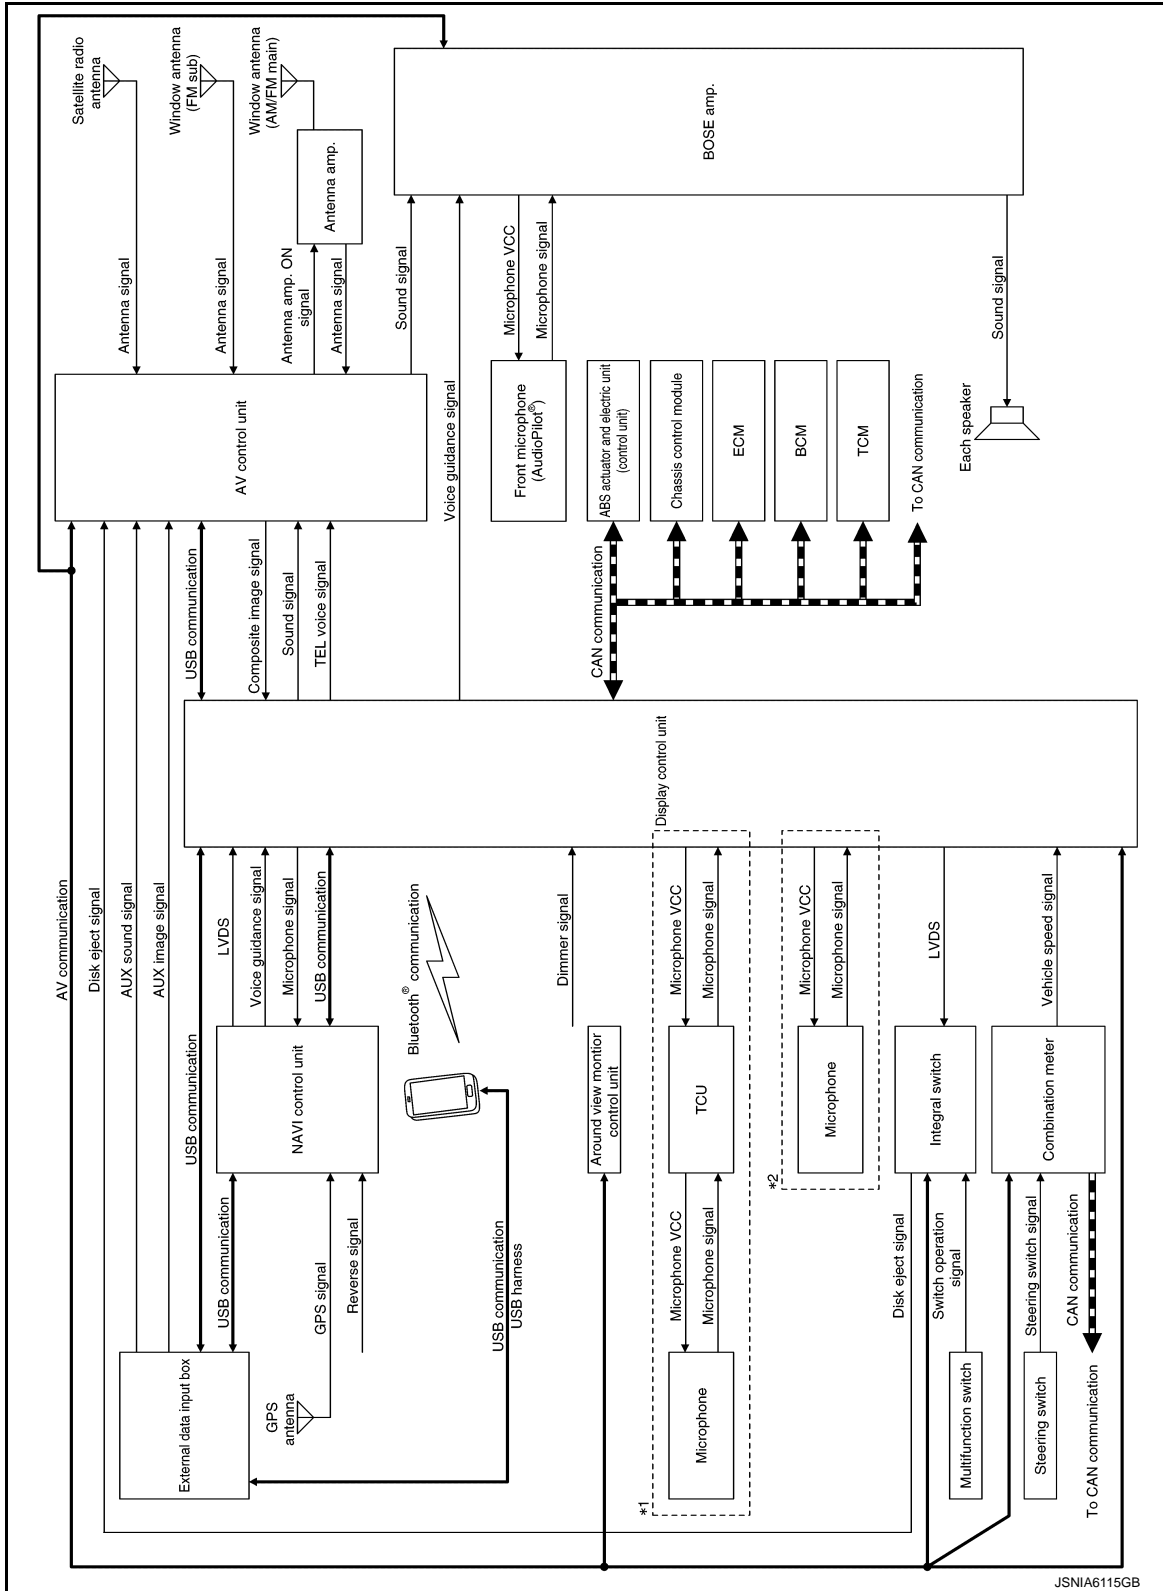 Satellite radio
antenna
Window antenna
(FM sub)
Window antenna
(AM/FM main)
Antenna amp.
BOSE amp.
Antenna signal
Antenna signal
Antenna amp. ON
signal
Antenna signal
Sound signal
Microphone VCC
Microphone signal
Sound signal
AV control unit
Voice guidance signal
Front microphone
(AudioPilot®)
ABS actuator and electric unit
(control unit)
Chassis control module
ECM
BCM
TCM
To CAN communication
Each speaker
USB communication
Composite image signal
Sound signal
TEL voice signal
CAN communication
Display control unit
AV communication
Disk eject signal
AUX sound signal
AUX image signal
USB communication
LVDS
Voice guidance signal
Microphone signal
USB communication
Bluetooth® communication
Dimmer signal
Microphone VCC
Microphone signal
Microphone VCC
Microphone signal
LVDS
Vehicle speed signal
NAVI control unit
Around view montior
control unit
TCU
Microphone
Integral switch
Combination meter
*2
USB communication
GPS signal
Reverse signal
USB communication
USB harness
Microphone VCC
Microphone signal
Disk eject signal
Switch operation
signal
Steering switch signal
CAN communication
External data input box
GPS
antenna
Microphone
*1
Multifunction switch
Steering switch
To CAN communication
JSNIA6115GB